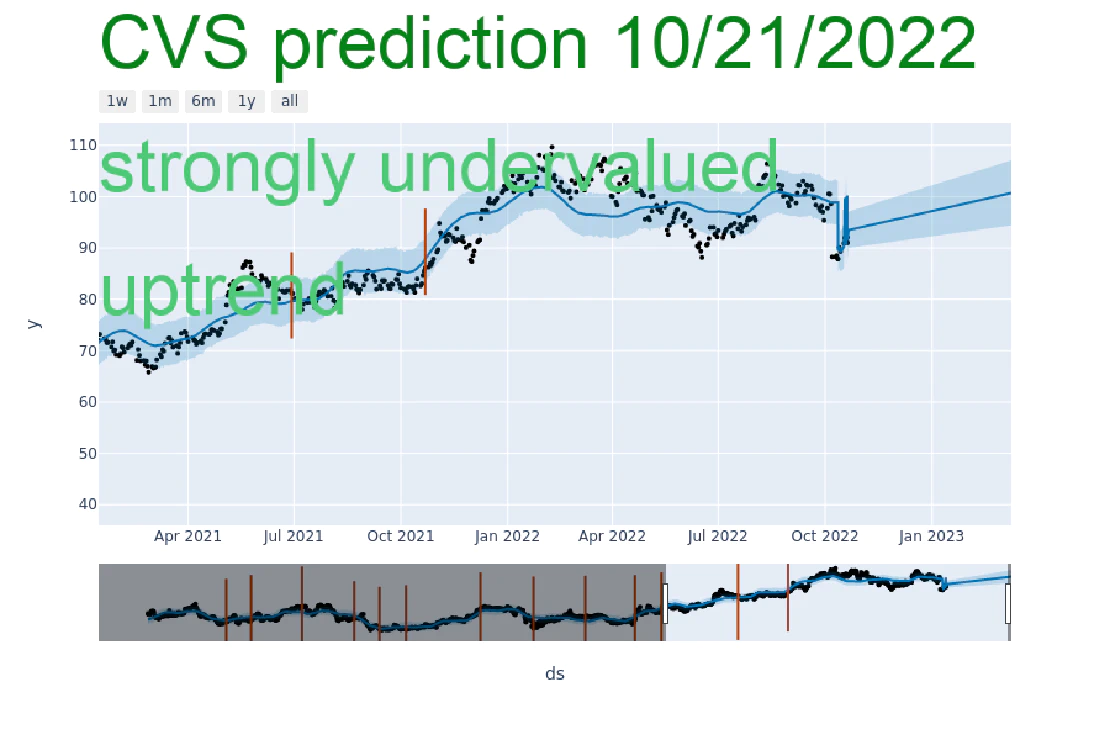 CVS prediction 10/21/2022
1w 1m 6m 1y all
110
strongly undervalued
100
90
uptrend
80
y
70
60
50
40
Apr 2021 Jul 2021 Oct 2021 Jan 2022 Apr 2022 Jul 2022 Oct 2022 Jan 2023
ds